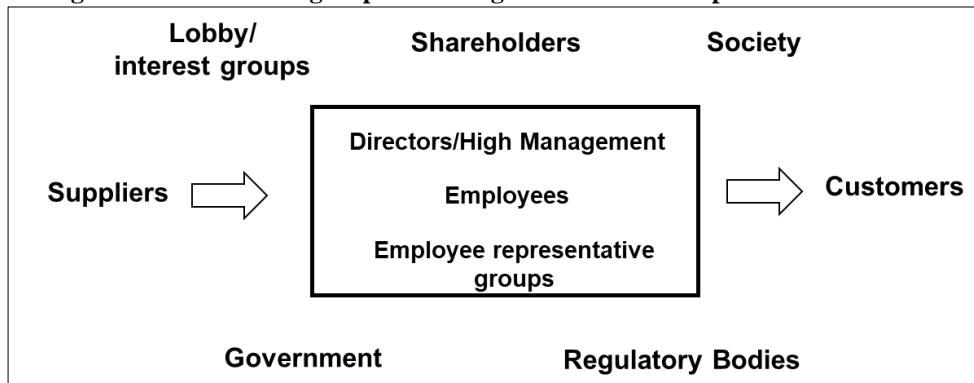 Lobby/
interest groups
Shareholders
Society
Directors/High Management
Suppliers
Employees
Customers
Employee representative
groups
Government
Regulatory Bodies